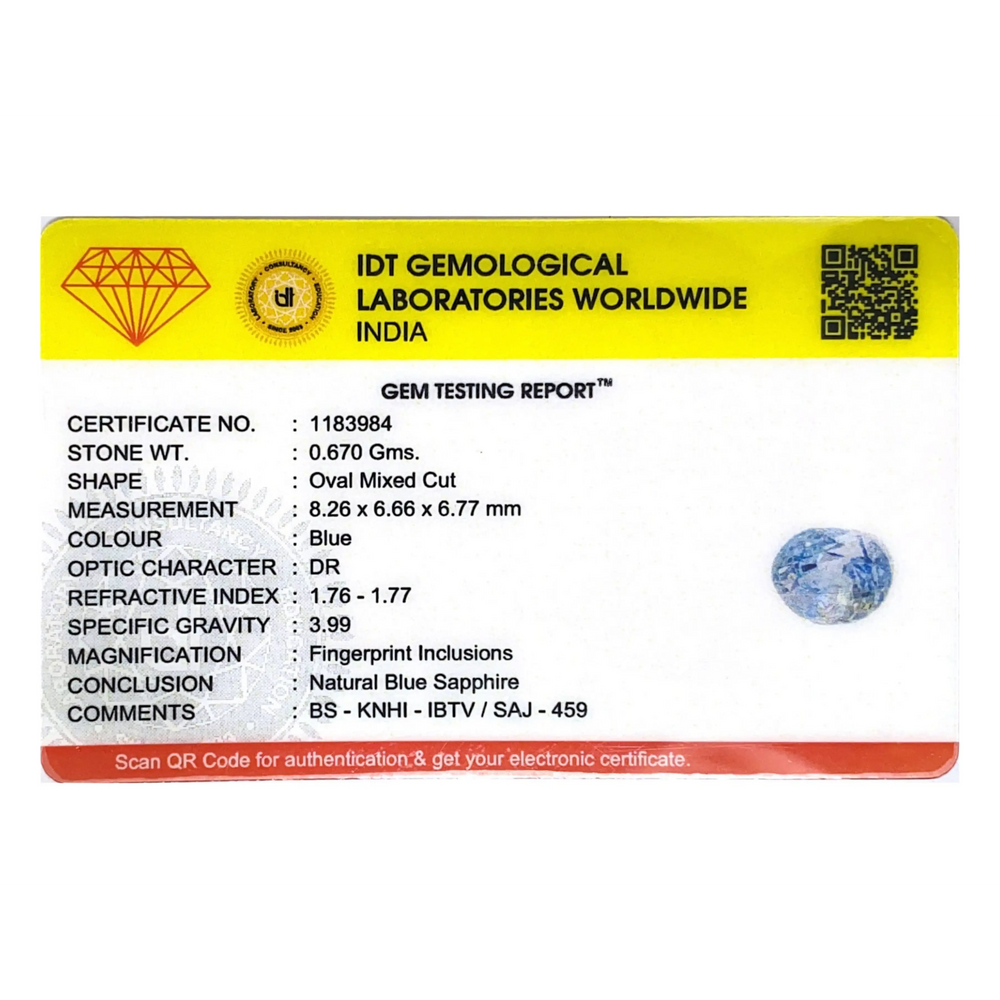 IDT GEMOLOGICAL
LABORATORIES WORLDWIDE
INDIA
LABORATORY • CONSULTANCY • EDUCATION
GEM TESTING REPORT™
CERTIFICATE NO. : 1183984
STONE WT. : 0.670 Gms.
SHAPE : Oval Mixed Cut
MEASUREMENT : 8.26 x 6.66 x 6.77 mm
COLOUR : Blue
OPTIC CHARACTER : DR
REFRACTIVE INDEX : 1.76 - 1.77
SPECIFIC GRAVITY : 3.99
MAGNIFICATION : Fingerprint Inclusions
CONCLUSION : Natural Blue Sapphire
COMMENTS : BS - KNHI - IBTV / SAJ - 459
Scan QR Code for authentication & get your electronic certificate.